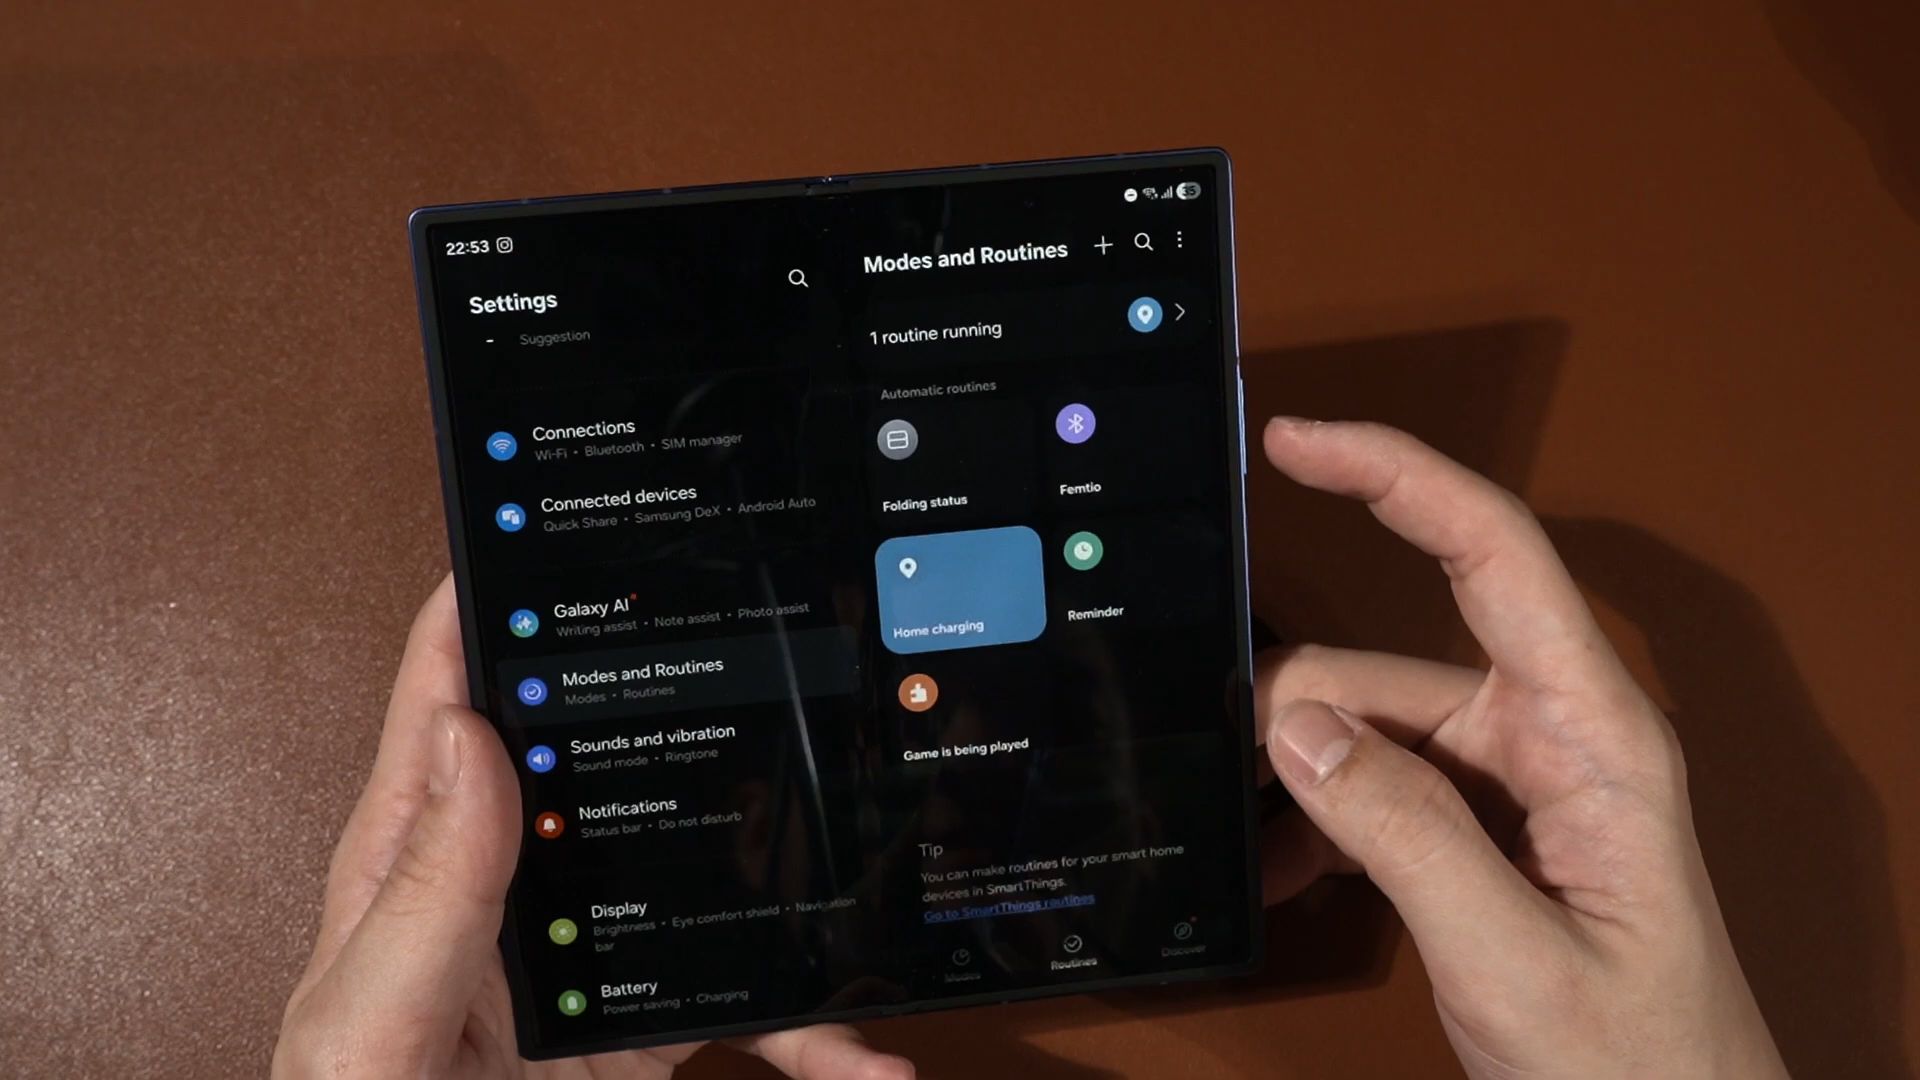 22:53
35
Settings
Suggestion
Connections
Wi-Fi • Bluetooth • SIM manager
Connected devices
Quick Share • Samsung DeX • Android Auto
Galaxy AI
Writing assist • Note assist • Photo assist
Modes and Routines
Modes • Routines
Sounds and vibration
Sound mode • Ringtone
Notifications
Status bar • Do not disturb
Display
Brightness • Eye comfort shield • Navigation
bar
Battery
Power saving • Charging
Modes and Routines
1 routine running
Automatic routines
Folding status
Femtio
Home charging
Reminder
Game is being played
Tip
You can make routines for your smart home
devices in SmartThings.
Go to SmartThings routines
Modes
Routines
Discover